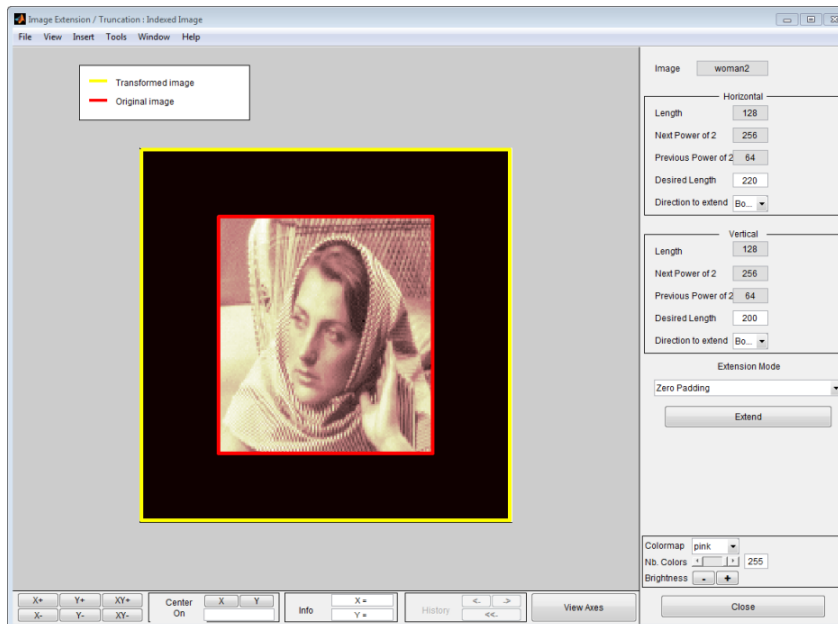 Image Extension / Truncation : Indexed Image
File View Insert Tools Window Help
Transformed image
Original image
Image woman2
Horizontal
Length 128
Next Power of 2 256
Previous Power of 2 64
Desired Length 220
Direction to extend Bo...
Vertical
Length 128
Next Power of 2 256
Previous Power of 2 64
Desired Length 200
Direction to extend Bo...
Extension Mode
Zero Padding
Extend
Colormap pink
Nb. Colors 255
Brightness - +
X+ Y+ XY+
X- Y- XY-
Center On
X Y
Info
X =
Y =
History
<- ->
<<-
View Axes
Close